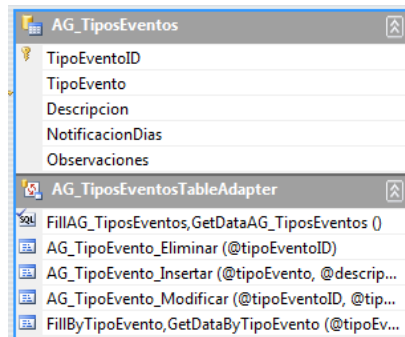 AG_TiposEventos
TipoEventoID
TipoEvento
Descripcion
NotificacionDias
Observaciones
AG_TiposEventosTableAdapter
SQL FillAG_TiposEventos,GetDataAG_TiposEventos ()
AG_TipoEvento_Eliminar (@tipoEventoID)
AG_TipoEvento_Insertar (@tipoEvento, @descrip...
AG_TipoEvento_Modificar (@tipoEventoID, @tip...
FillByTipoEvento,GetDataByTipoEvento (@tipoEv...